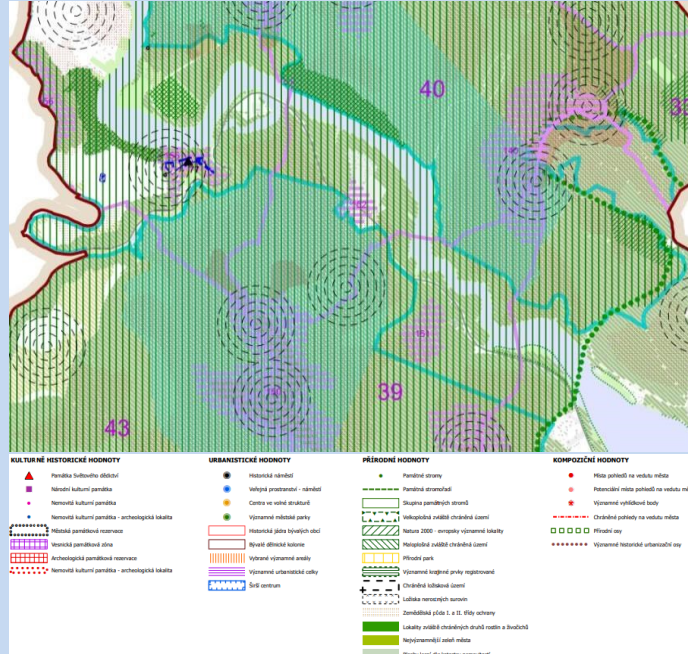 40
43
39
151
KULTURNĚ HISTORICKÉ HODNOTY
Památka Světového dědictví
Národní kulturní památka
Nemovitá kulturní památka
Nemovitá kulturní památka - archeologická lokalita
Městská památková rezervace
Vesnická památková zóna
Archeologická památková rezervace
Nemovitá kulturní památka - archeologická lokalita
URBANISTICKÉ HODNOTY
Historická náměstí
Veřejná prostranství - náměstí
Centra ve volné struktuře
Významné městské parky
Historická jádra bývalých obcí
Bývalé dělnické kolonie
Vybrané významné areály
Významné urbanistické celky
Širší centrum
PŘÍRODNÍ HODNOTY
Památné stromy
Památná stromořadí
Skupina památných stromů
Velkoplošná zvláště chráněná území
Natura 2000 - evropsky významné lokality
Maloplošná zvláště chráněná území
Přírodní park
Významné krajinné prvky registrované
Chráněná ložisková území
Ložiska nerostných surovin
Zemědělská půda I. a II. třídy ochrany
Lokality zvláště chráněných druhů rostlin a živočichů
Nejvýznamnější zeleň města
KOMPOZIČNÍ HODNOTY
Místa pohledů na vedutu města
Potenciální místa pohledů na vedutu
Významné vyhlídkové body
Chráněné pohledy na vedutu města
Přírodní osy
Významné historické urbanizační osy